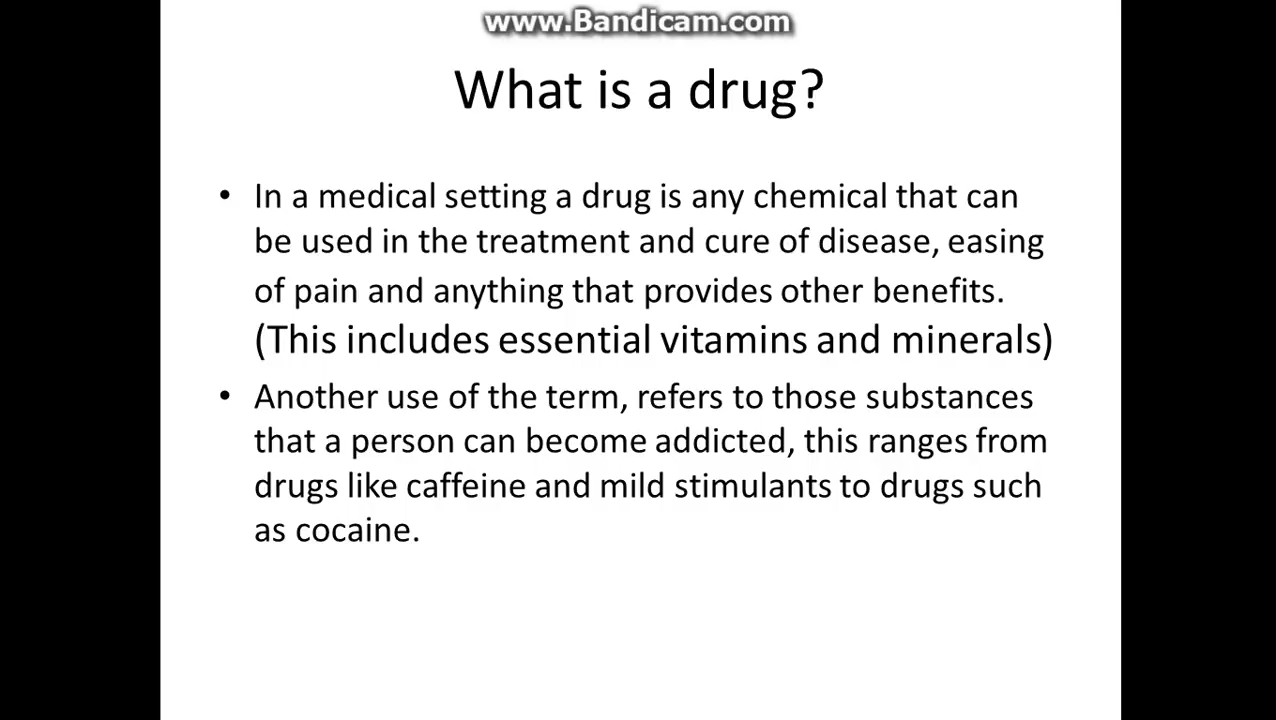 www.Bandicam.com
What is a drug?
• In a medical setting a drug is any chemical that can
be used in the treatment and cure of disease, easing
of pain and anything that provides other benefits.
(This includes essential vitamins and minerals)
• Another use of the term, refers to those substances
that a person can become addicted, this ranges from
drugs like caffeine and mild stimulants to drugs such
as cocaine.